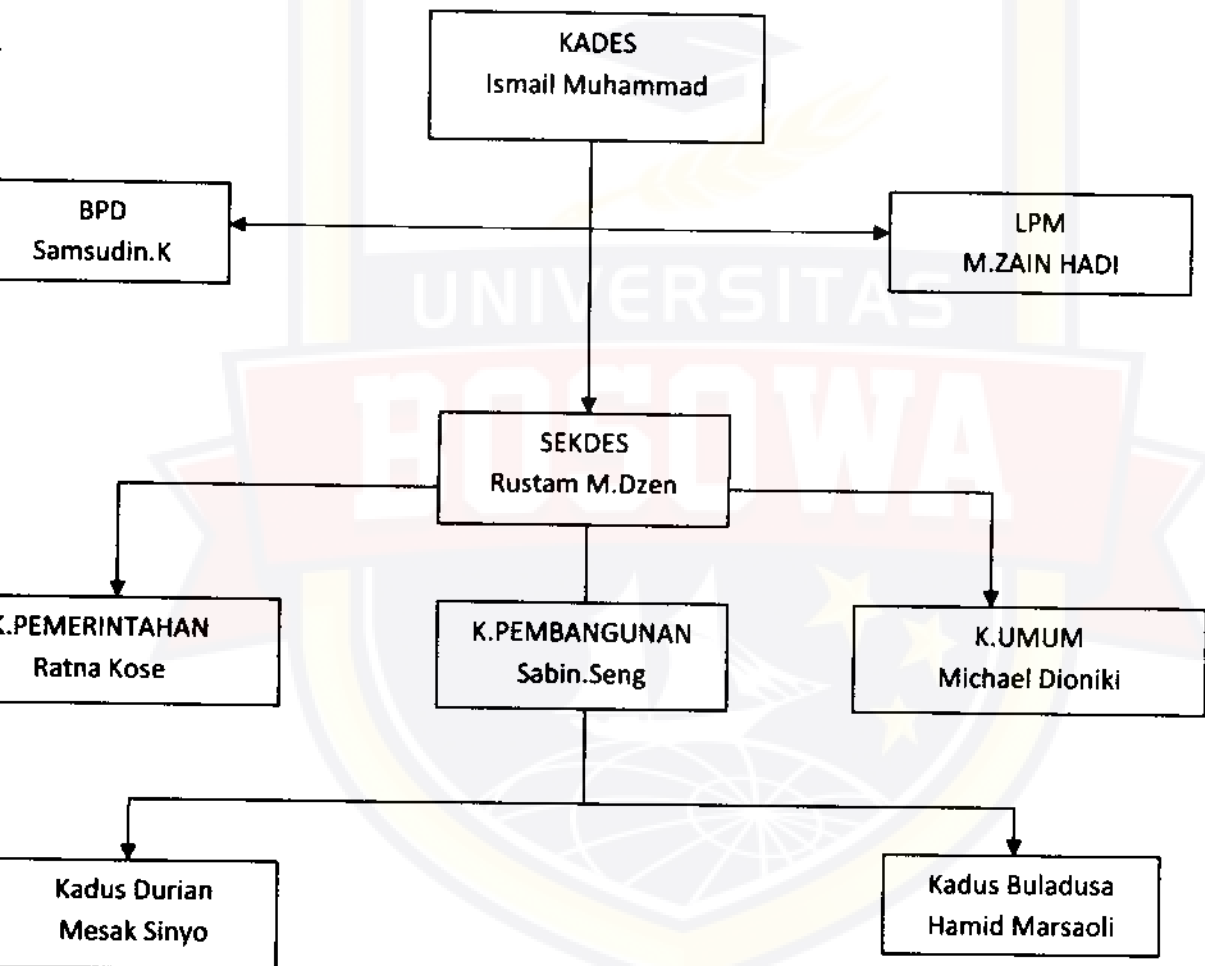 KADES
Ismail Muhammad
BPD
Samsudin.K
LPM
M.ZAIN HADI
UNIVERSITAS
BOSOWA
SEKDES
Rustam M.Dzen
K.PEMERINTAHAN
Ratna Kose
K.PEMBANGUNAN
Sabin.Seng
K.UMUM
Michael Dioniki
Kadus Durian
Mesak Sinyo
Kadus Buladusa
Hamid Marsaoli